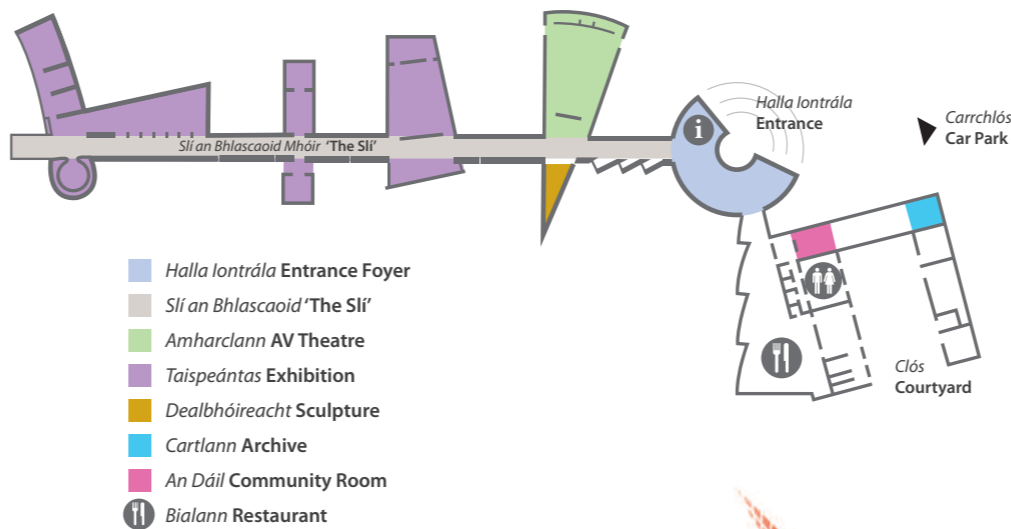 Halla Iontrála
Entrance
Carrchlós
Car Park
i
Slí an Bhlascaoid Mhóir 'The Slí'
Halla Iontrála Entrance Foyer
Slí an Bhlascaoid 'The Slí'
Amharclann AV Theatre
Taispeántas Exhibition
Dealbhóireacht Sculpture
Cartlann Archive
An Dáil Community Room
Bialann Restaurant
Clós
Courtyard